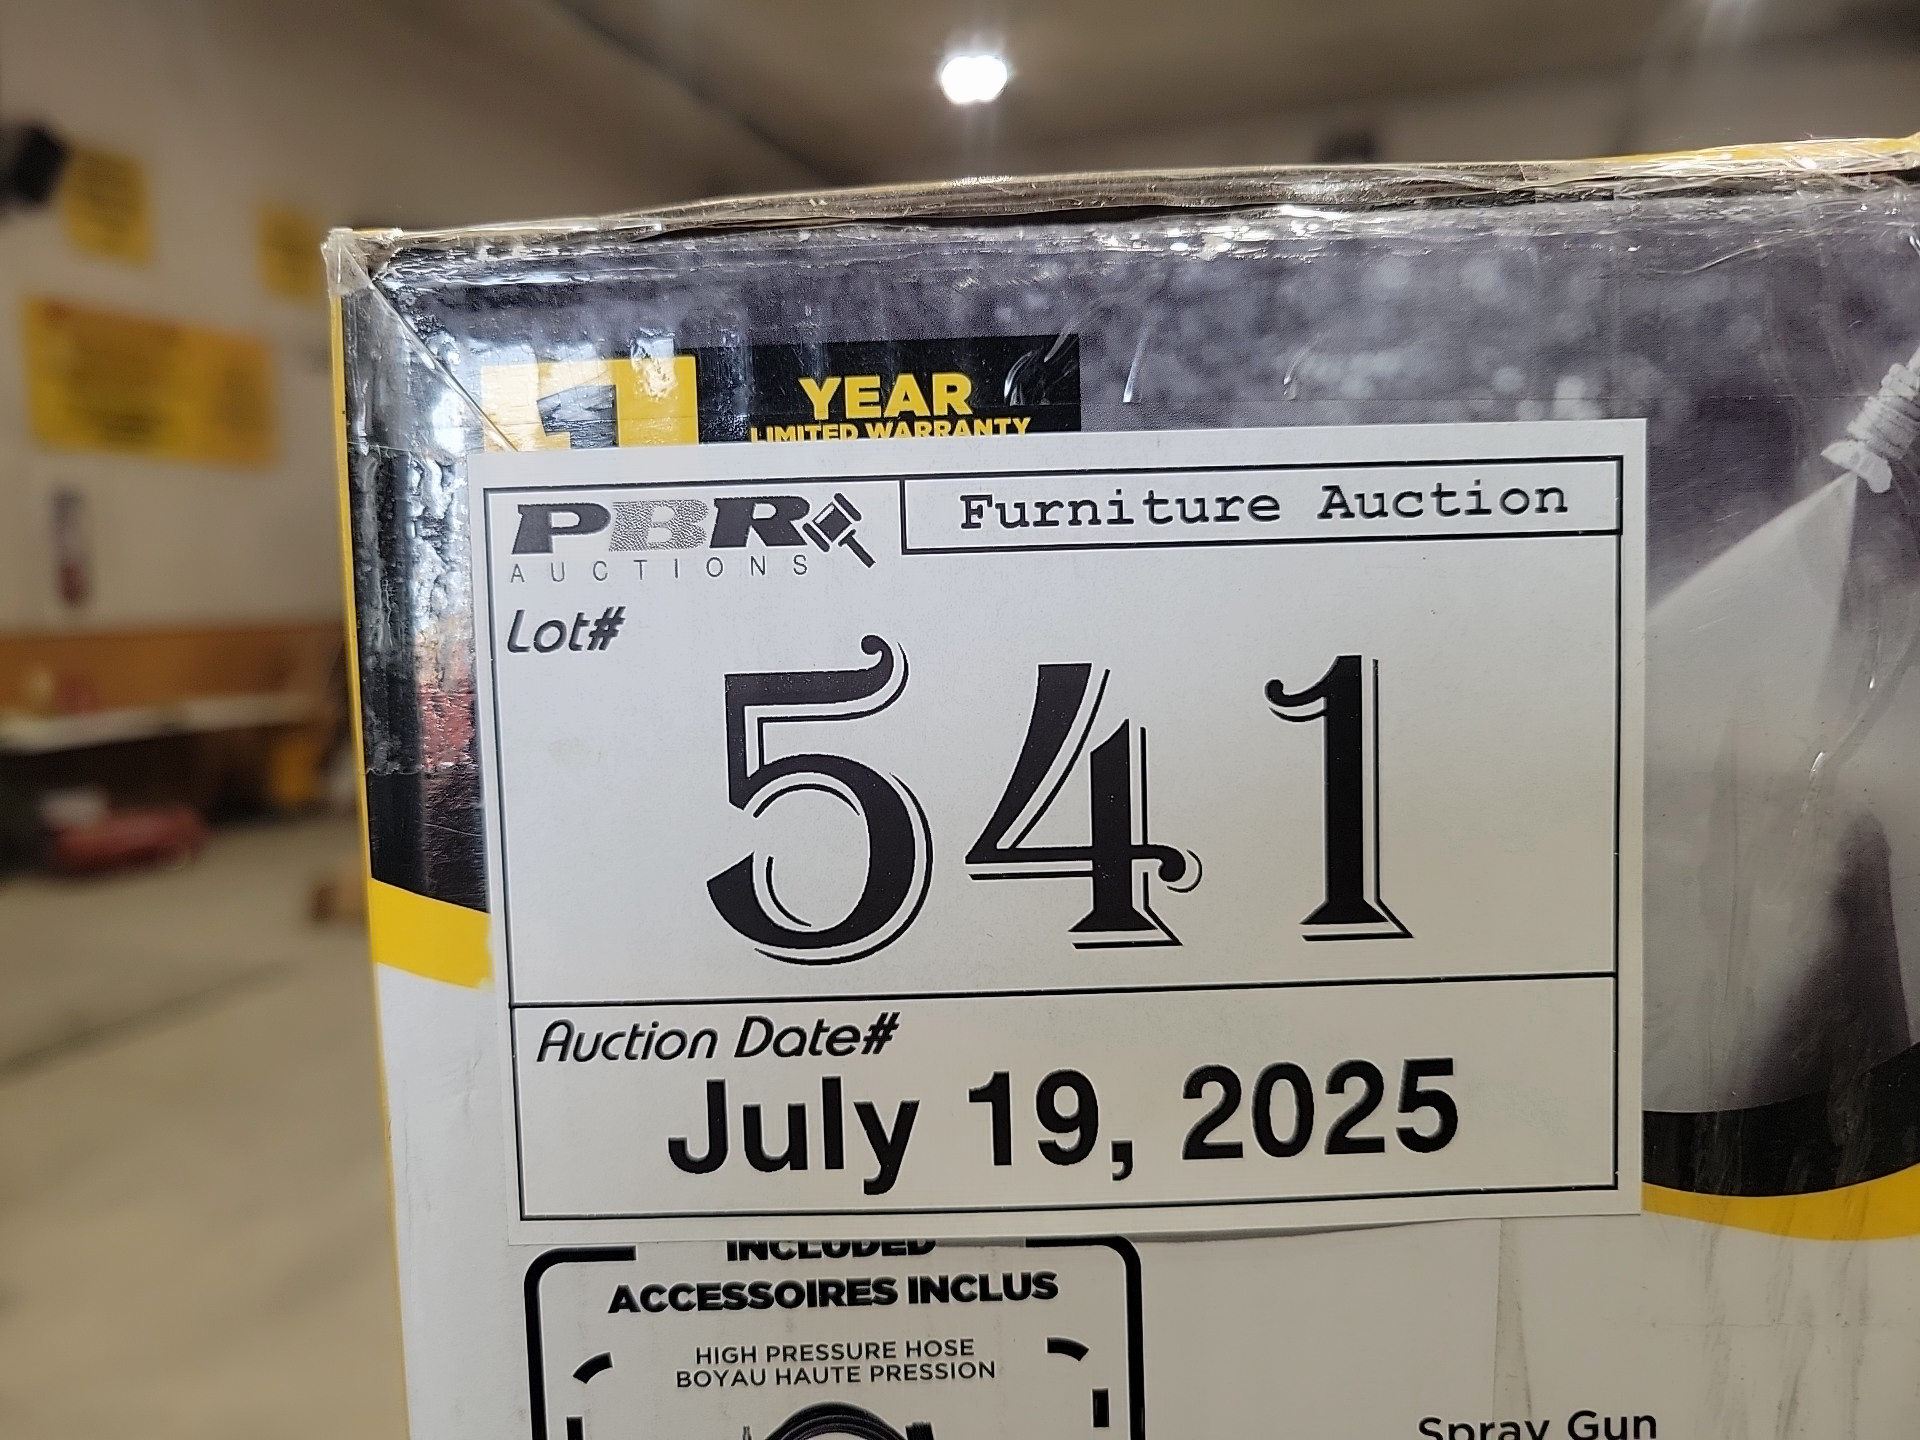 1 YEAR
LIMITED WARRANTY
PBR
AUCTIONS
Furniture Auction
Lot#
541
Auction Date#
July 19, 2025
INCLUDED
ACCESSOIRES INCLUS
HIGH PRESSURE HOSE
BOYAU HAUTE PRESSION
Spray Gun